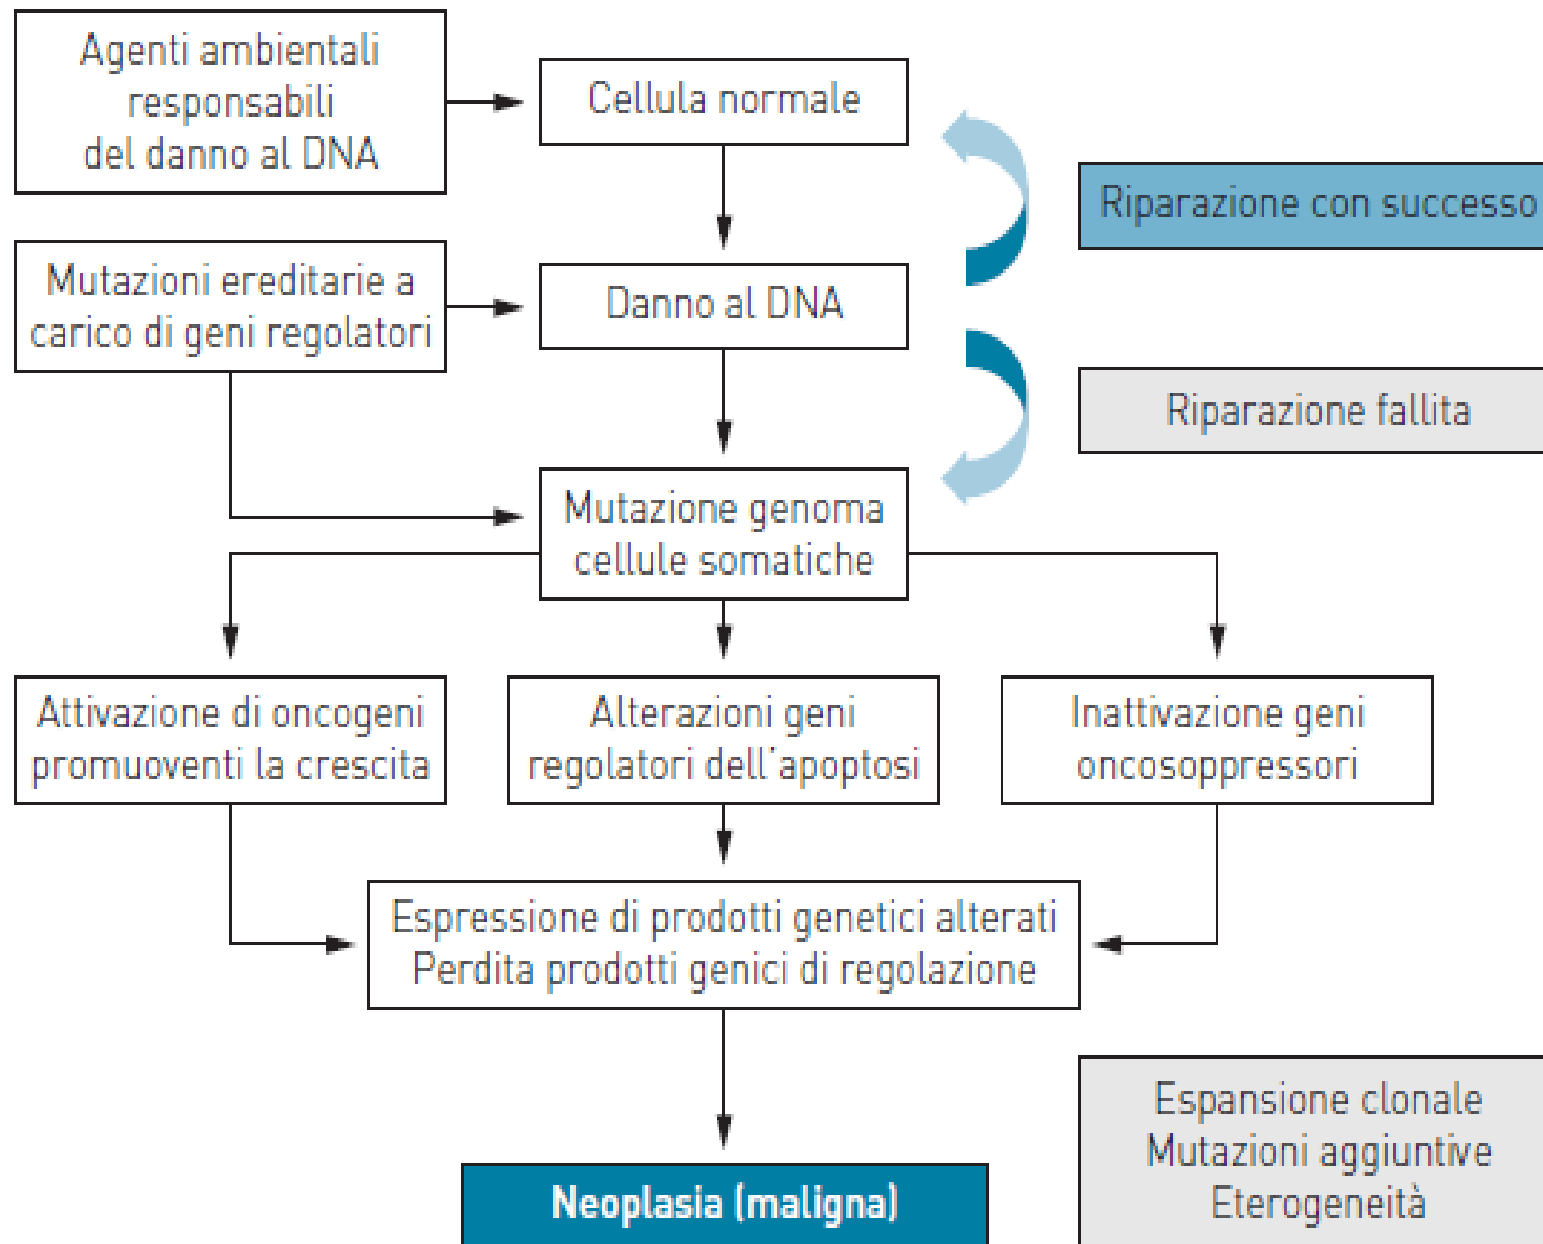 Agenti ambientali
responsabili
del danno al DNA
Cellula normale
Riparazione con successo
Mutazioni ereditarie a
carico di geni regolatori
Danno al DNA
Riparazione fallita
Mutazione genoma
cellule somatiche
Attivazione di oncogeni
promuoventi la crescita
Alterazioni geni
regolatori dell'apoptosi
Inattivazione geni
oncosoppressori
Espressione di prodotti genetici alterati
Perdita prodotti genici di regolazione
Espansione clonale
Mutazioni aggiuntive
Eterogeneità
Neoplasia (maligna)